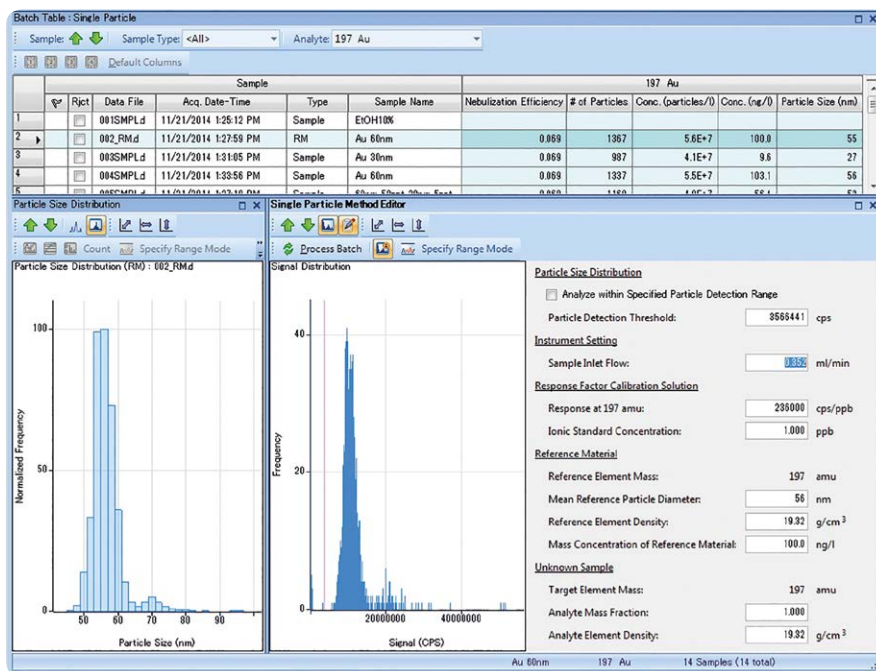 Batch Table : Single Particle
Sample: Sample Type: <All> Analyte: 197 Au
Default Columns
Sample 197 Au
Rjct Data File Acq. Date-Time Type Sample Name Nebulization Efficiency # of Particles Conc. (particles/l) Conc. (ng/l) Particle Size (nm)
1 001SMPL.d 11/21/2014 1:25:12 PM Sample EtOH10%
2 002_RM.d 11/21/2014 1:27:59 PM RM Au 60nm 0.069 1367 5.6E+7 100.0 55
3 003SMPL.d 11/21/2014 1:31:05 PM Sample Au 30nm 0.069 987 4.1E+7 9.6 27
4 004SMPL.d 11/21/2014 1:33:56 PM Sample Au 60nm 0.069 1337 5.5E+7 103.1 56
Particle Size Distribution
Count Specify Range Mode
Particle Size Distribution (RM) : 002_RM.d
Normalized Frequency
100
50
0
50 60 70 80 90
Particle Size (nm)
Single Particle Method Editor
Process Batch Specify Range Mode
Signal Distribution
Frequency
40
20
0
20000000 40000000
Signal (CPS)
Particle Size Distribution
Analyze within Specified Particle Detection Range
Particle Detection Threshold: 3566441 cps
Instrument Setting
Sample Inlet Flow: ml/min
Response Factor Calibration Solution
Response at 197 amu: 236000 cps/ppb
Ionic Standard Concentration: 1.000 ppb
Reference Material
Reference Element Mass: 197 amu
Mean Reference Particle Diameter: 56 nm
Reference Element Density: 19.32 g/cm³
Mass Concentration of Reference Material: 100.0 ng/l
Unknown Sample
Target Element Mass: 197 amu
Analyte Mass Fraction: 1.000
Analyte Element Density: 19.32 g/cm³
Au 60nm 197 Au 14 Samples (14 total)